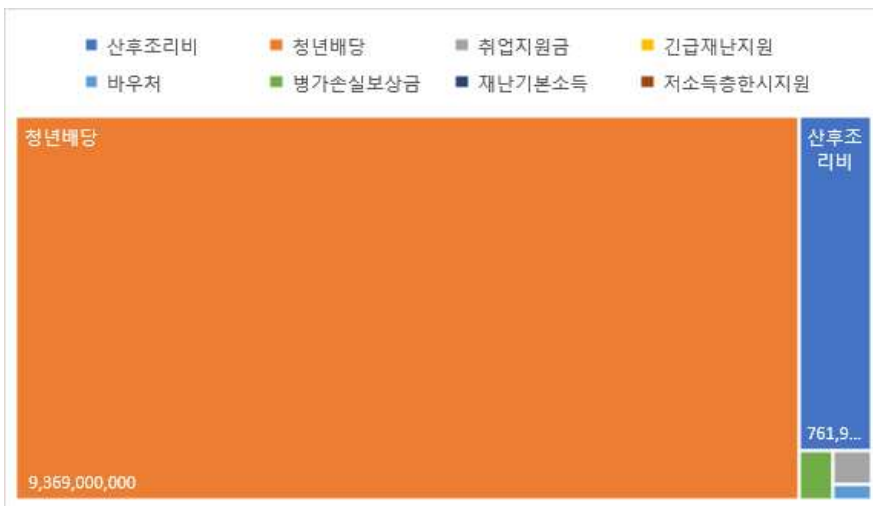 산후조리비 청년배당 취업지원금 긴급재난지원
바우처 병가손실보상금 재난기본소득 저소득층한시지원
청년배당
산후조
리비
761,9...
9,369,000,000